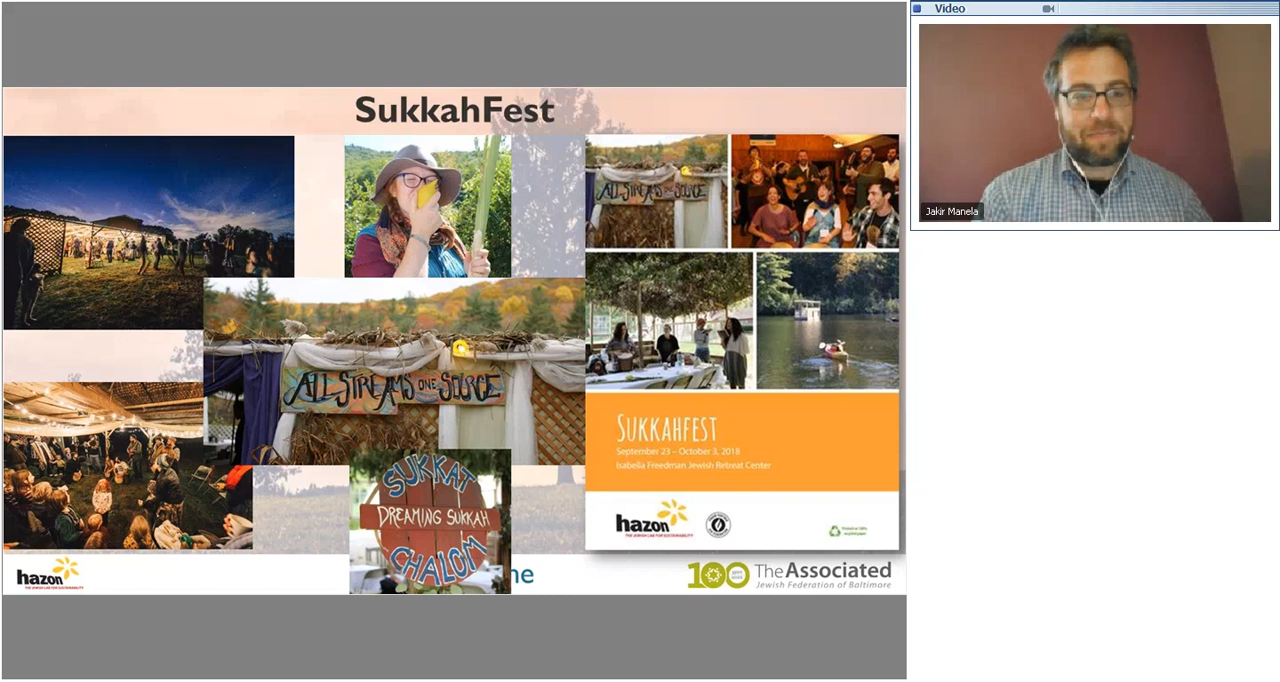 Video
SukkahFest
ALL STREAMS ONE SOURCE
ALL STREAMS ONE SOURCE
SUKKAT
DREAMING SUKKAH
CHALOM
SUKKAHFEST
September 23 – October 3, 2018
Isabella Freedman Jewish Retreat Center
hazon
THE JEWISH LAB FOR SUSTAINABILITY
hazon
THE JEWISH LAB FOR SUSTAINABILITY
ne
100
The Associated
Jewish Federation of Baltimore
Jakir Manela